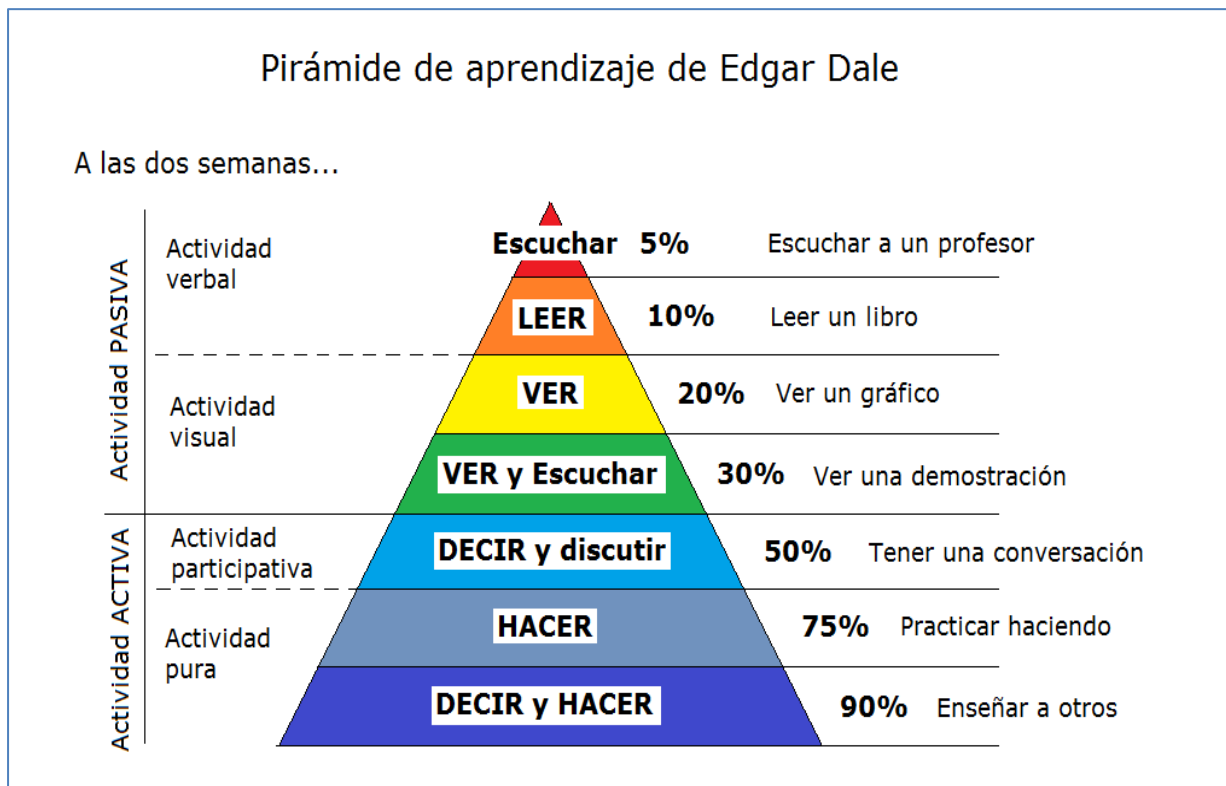 Pirámide de aprendizaje de Edgar Dale
A las dos semanas...
Actividad PASIVA
Actividad
verbal
Escuchar 5% Escuchar a un profesor
LEER 10% Leer un libro
Actividad
visual
VER 20% Ver un gráfico
VER y Escuchar 30% Ver una demostración
Actividad ACTIVA
Actividad
participativa
DECIR y discutir 50% Tener una conversación
Actividad
pura
HACER 75% Practicar haciendo
DECIR y HACER 90% Enseñar a otros